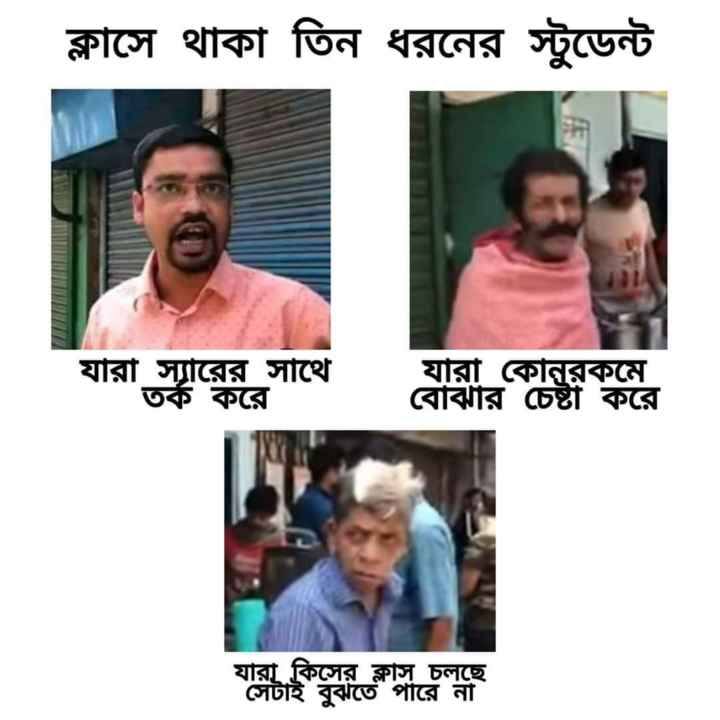 ক্লাসে থাকা তিন ধরনের স্টুডেন্ট
যারা স্যারের সাথে
তর্ক করে
যারা কোনরকমে
বোঝার চেষ্টা করে
যারা কিসের ক্লাস চলছে
সেটাই বুঝতে পারে না